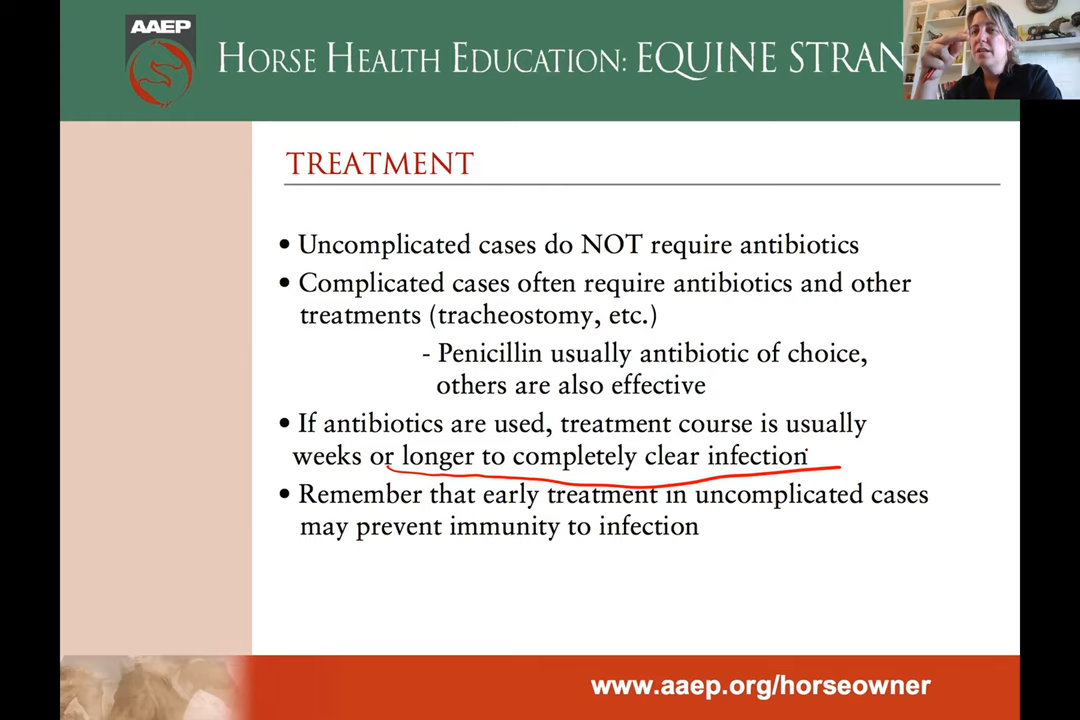 AAEP
HORSE HEALTH EDUCATION: EQUINE STRAN
TREATMENT
• Uncomplicated cases do NOT require antibiotics
• Complicated cases often require antibiotics and other
treatments (tracheostomy, etc.)
- Penicillin usually antibiotic of choice,
others are also effective
• If antibiotics are used, treatment course is usually
weeks or longer to completely clear infection
• Remember that early treatment in uncomplicated cases
may prevent immunity to infection
www.aaep.org/horseowner